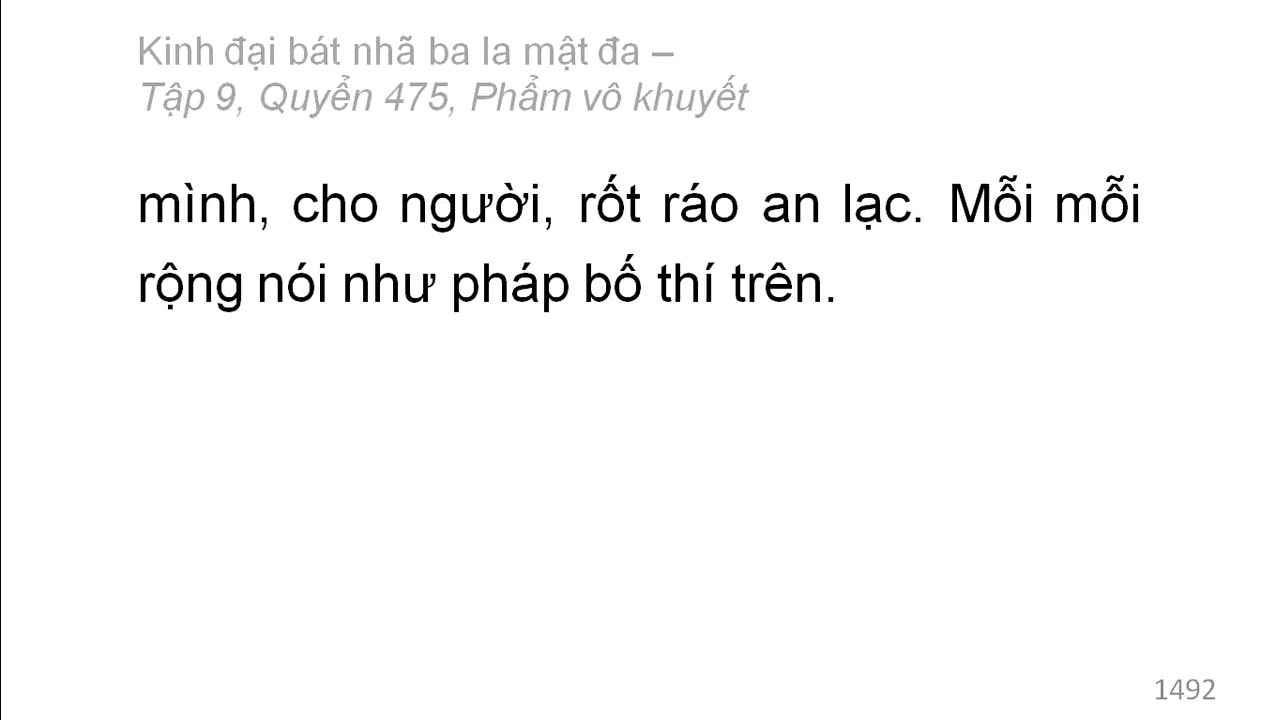 Kinh đại bát nhã ba la mật đa –
Tập 9, Quyển 475, Phẩm vô khuyết
mình, cho người, rốt ráo an lạc. Mỗi mỗi
rộng nói như pháp bố thí trên.
1492